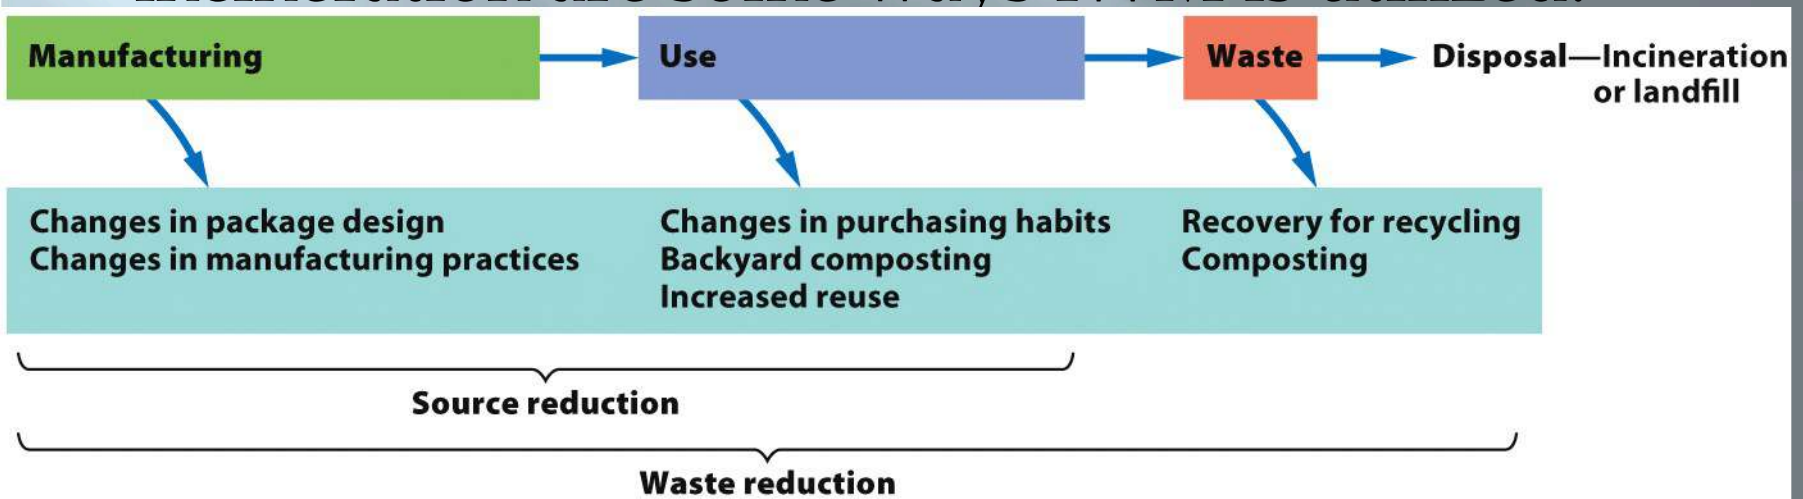 Manufacturing
Use
Waste
Disposal—Incineration
or landfill
Changes in package design
Changes in manufacturing practices
Changes in purchasing habits
Backyard composting
Increased reuse
Recovery for recycling
Composting
Source reduction
Waste reduction